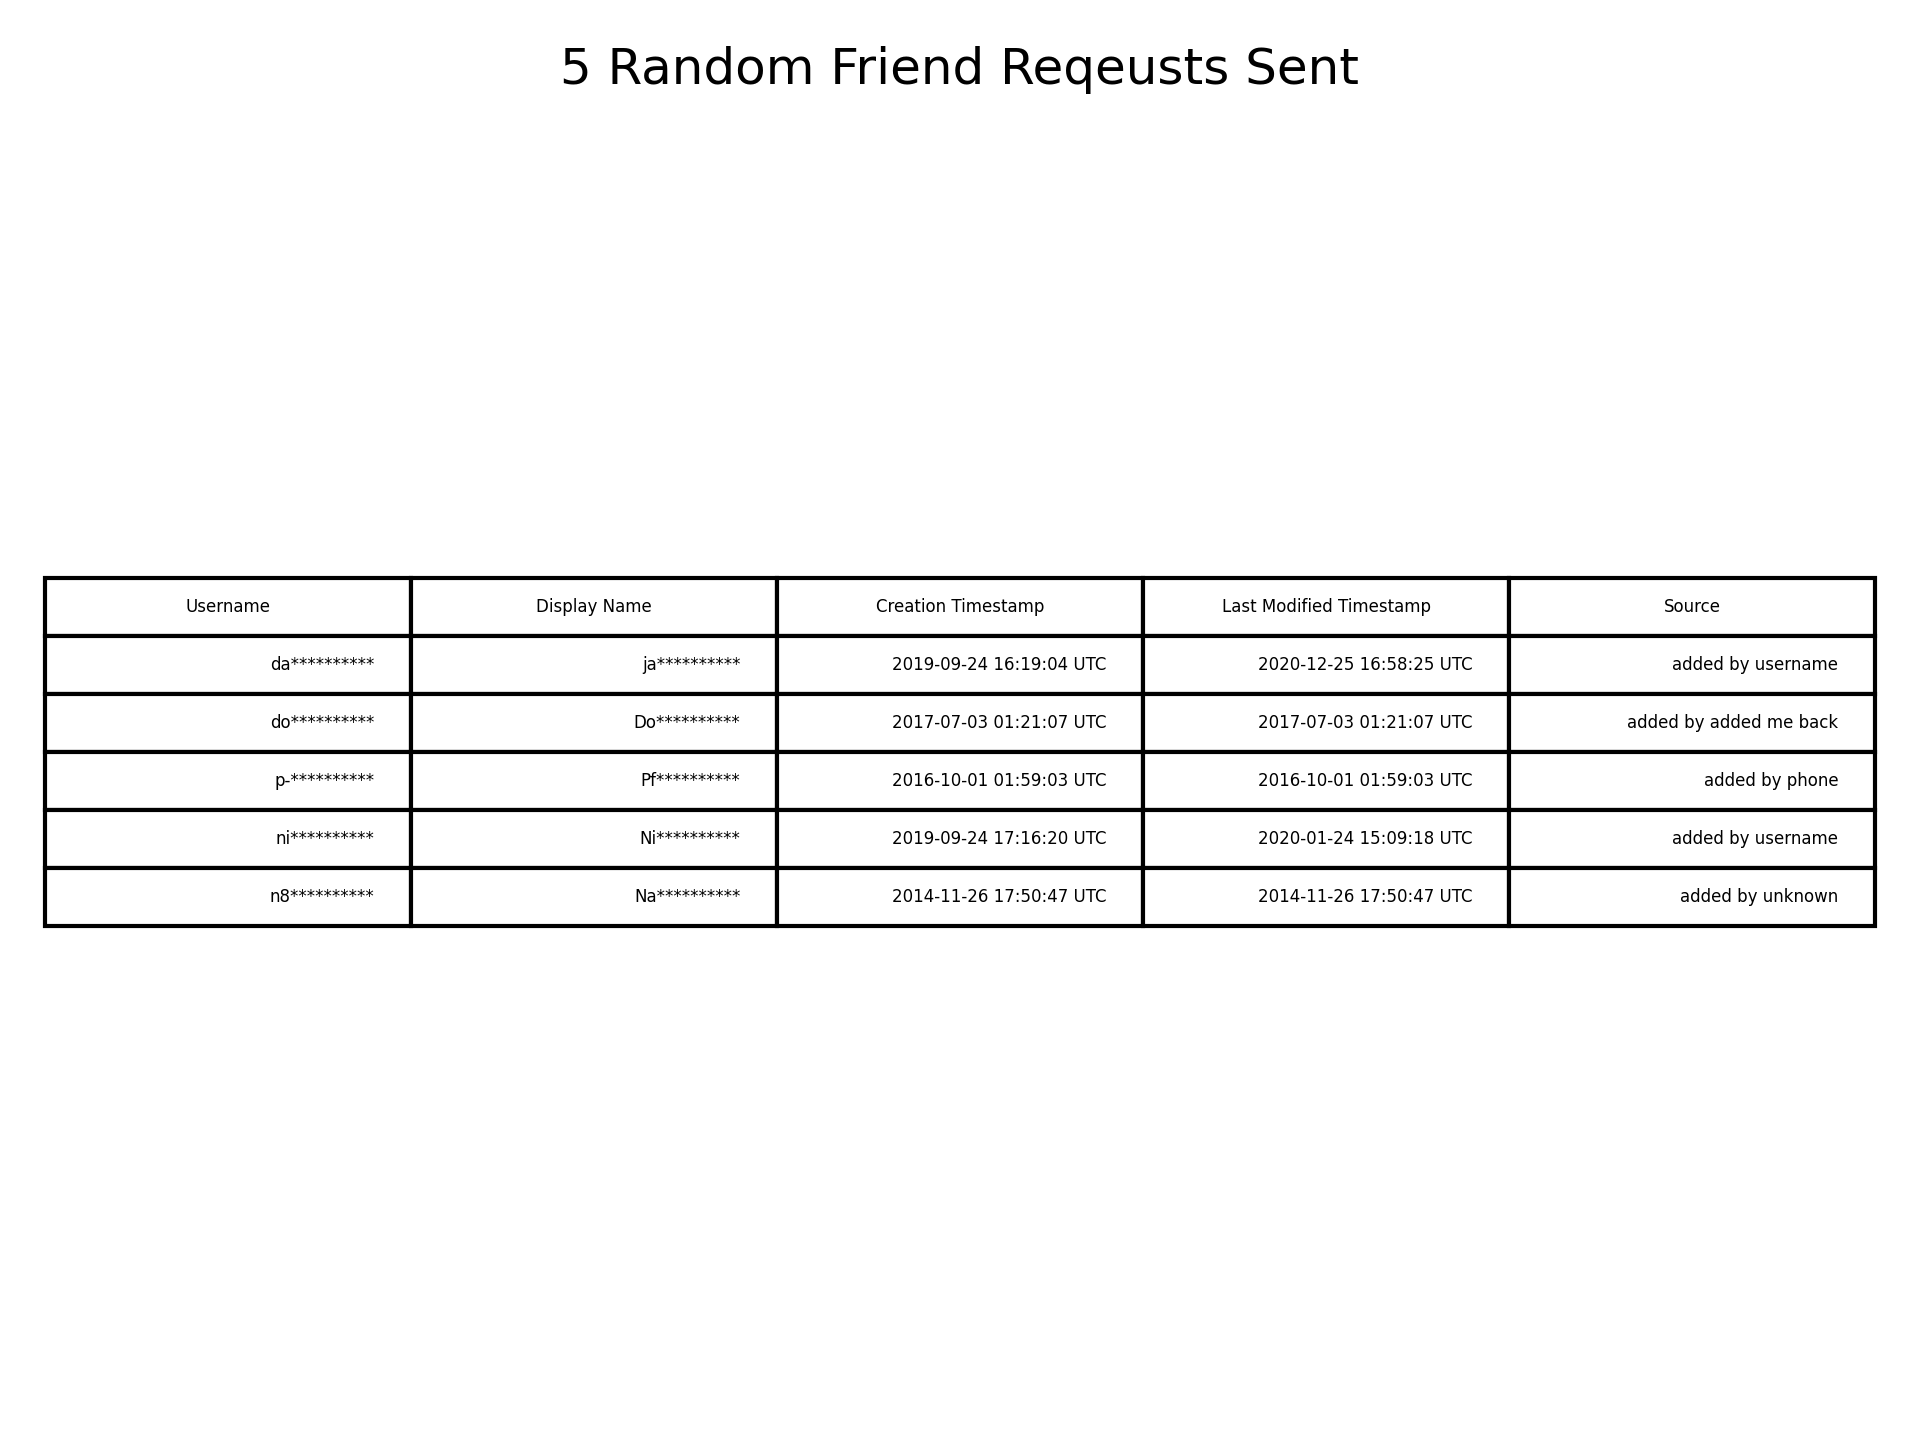 5 Random Friend Reqeusts Sent
Username Display Name Creation Timestamp Last Modified Timestamp Source
da********** ja********** 2019-09-24 16:19:04 UTC 2020-12-25 16:58:25 UTC added by username
do********** Do********** 2017-07-03 01:21:07 UTC 2017-07-03 01:21:07 UTC added by added me back
p-********** Pf********** 2016-10-01 01:59:03 UTC 2016-10-01 01:59:03 UTC added by phone
ni********** Ni********** 2019-09-24 17:16:20 UTC 2020-01-24 15:09:18 UTC added by username
n8********** Na********** 2014-11-26 17:50:47 UTC 2014-11-26 17:50:47 UTC added by unknown